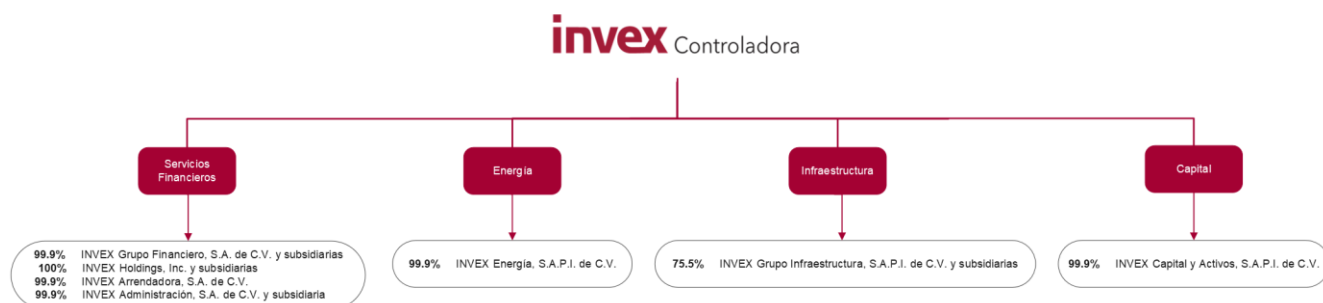 invex Controladora
Servicios
Financieros
Energía
Infraestructura
Capital
99.9% INVEX Grupo Financiero, S.A. de C.V. y subsidiarias
100% INVEX Holdings, Inc. y subsidiarias
99.9% INVEX Arrendadora, S.A. de C.V.
99.9% INVEX Administración, S.A. de C.V. y subsidiaria
99.9% INVEX Energía, S.A.P.I. de C.V.
75.5% INVEX Grupo Infraestructura, S.A.P.I. de C.V. y subsidiarias
99.9% INVEX Capital y Activos, S.A.P.I. de C.V.